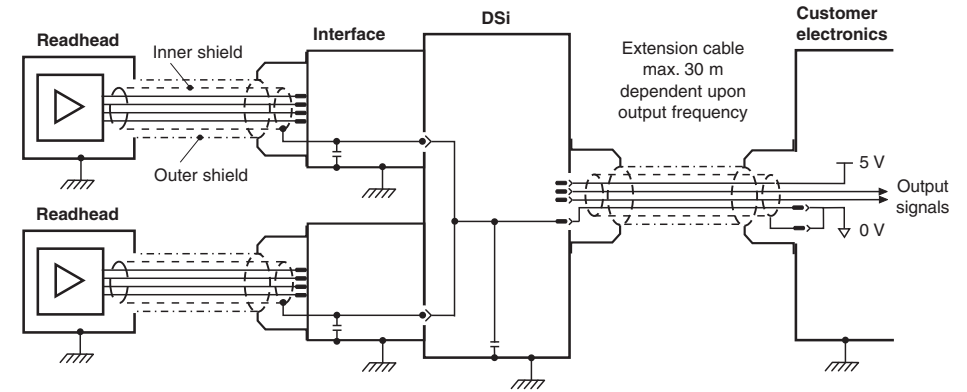 Readhead
Inner shield
Outer shield
Interface
DSi
Extension cable
max. 30 m
dependent upon
output frequency
Customer
electronics
5 V
Output
signals
0 V
Readhead